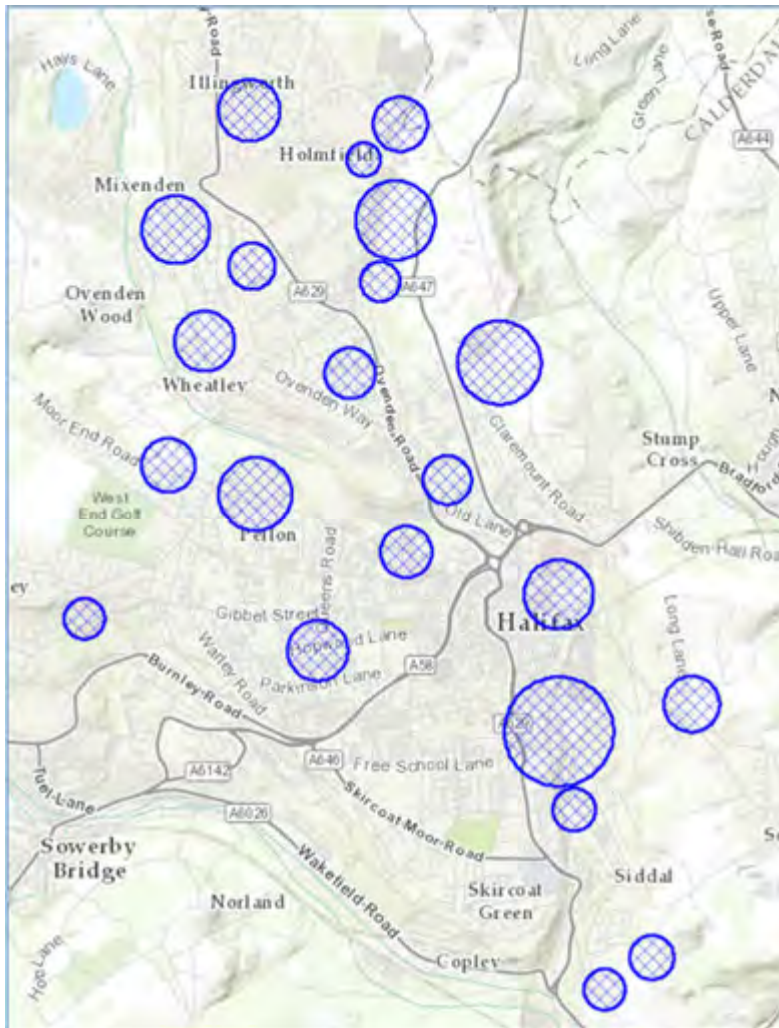 Hays Lane
Illingworth
Long Lane
Green Lane
A644
Holmfield
Mixenden
Ovenden
Wood
A629
A647
Upper Lane
Wheatley
Ovenden Way
Ovenden-Road
Claremount Road
Moor End Road
Stump
Cross
Bradford
West
End Golf
Course
Pellon
Old Lane
Shibden-Hall Roa
ey
Queens Road
Gibbet Street
Hopwood Lane
Halifax
Long Lane
Warley Road
Parkinson Lane
A58
Burnley-Road
A646
Free School Lane
A6142
Tuel-Lane
A6026
Skircoat-Moor-Road
Sowerby
Bridge
Wakefield-Road
Siddal
Skircoat
Green
Norland
Copley
Hob Lane